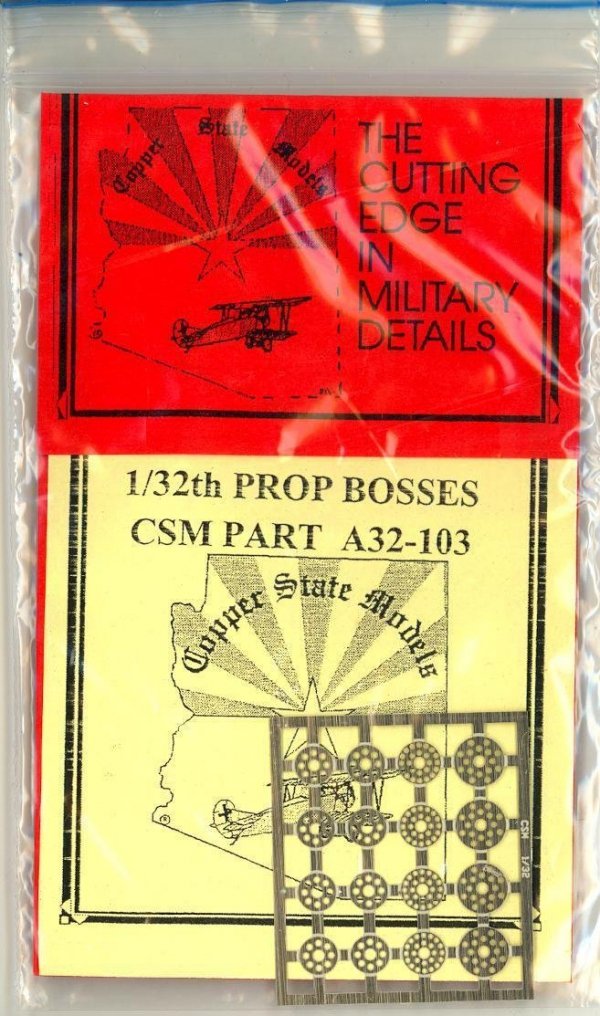 Copper State Models
THE
CUTTING
EDGE
IN
MILITARY
DETAILS
1/32th PROP BOSSES
CSM PART A32-103
Copper State Models
CSM 1/32